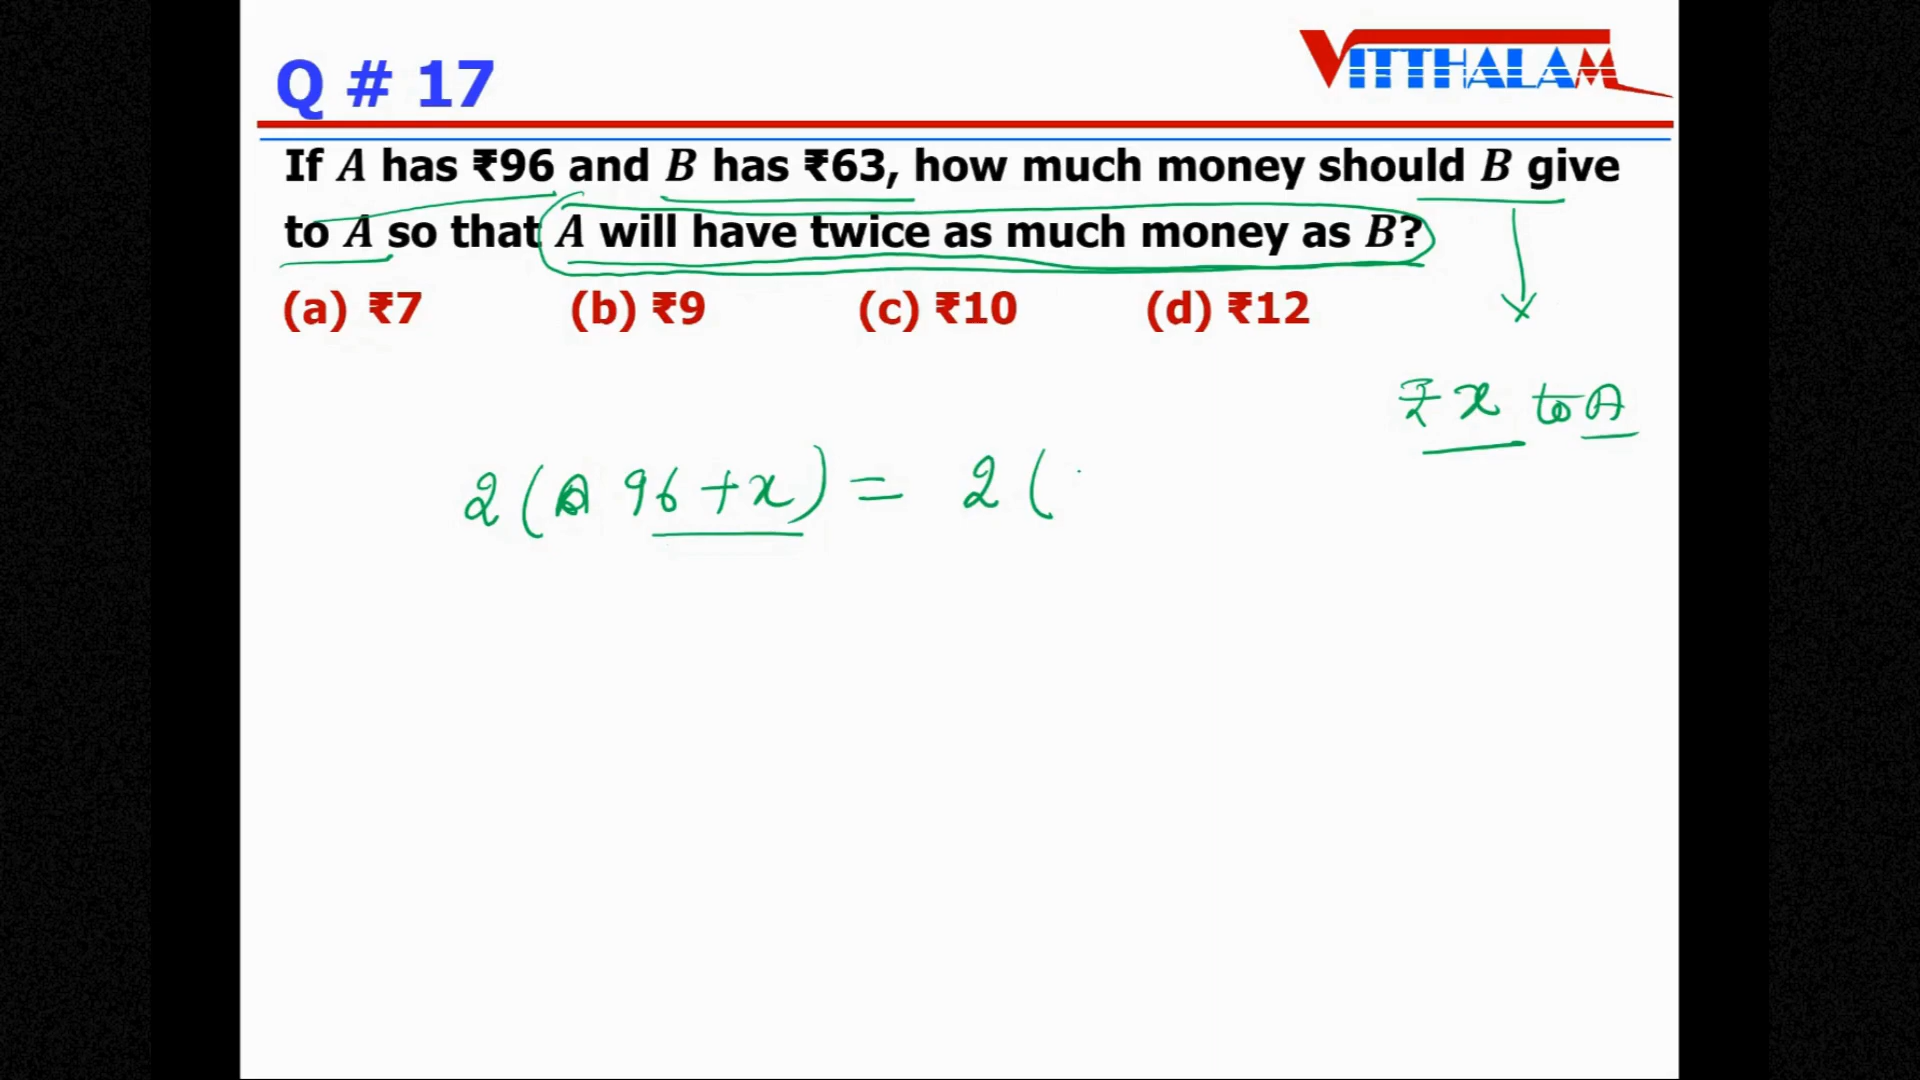 Q # 17
VITTHALAM
If A has ₹96 and B has ₹63, how much money should B give
to A so that A will have twice as much money as B?
(a) ₹7 (b) ₹9 (c) ₹10 (d) ₹12
₹ x to A
2 ( 96 + x ) = 2 (